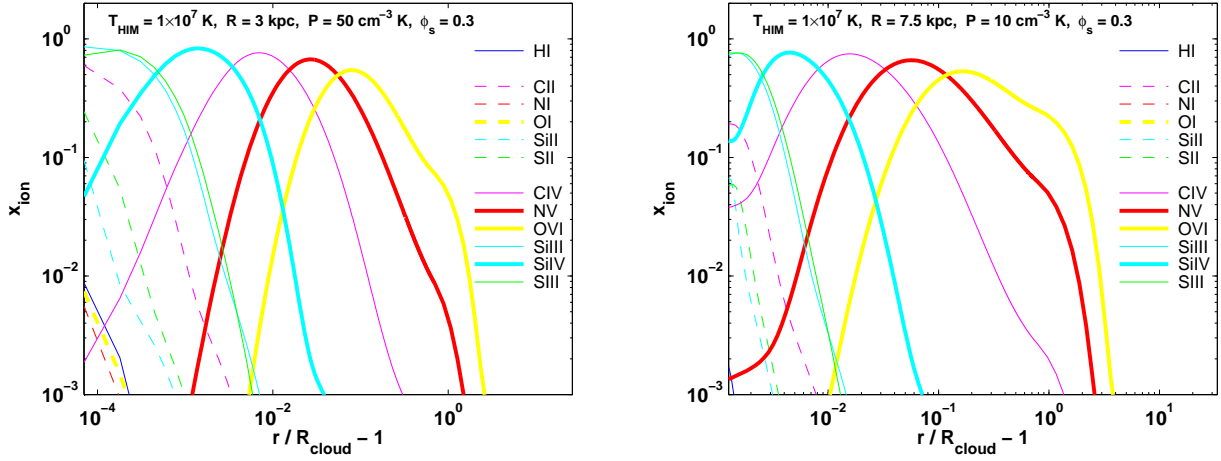 T_HIM = 1×10^7 K, R = 3 kpc, P = 50 cm^−3 K, ϕ_s = 0.3
10^0
10^−1
10^−2
10^−3
x_ion
HI
CII
NI
OI
SiII
SII
CIV
NV
OVI
SiIII
SiIV
SIII
10^−4
10^−2
10^0
r / R_cloud − 1
T_HIM = 1×10^7 K, R = 7.5 kpc, P = 10 cm^−3 K, ϕ_s = 0.3
10^0
10^−1
10^−2
10^−3
x_ion
HI
CII
NI
OI
SiII
SII
CIV
NV
OVI
SiIII
SiIV
SIII
10^−2
10^−1
10^0
10^1
r / R_cloud − 1